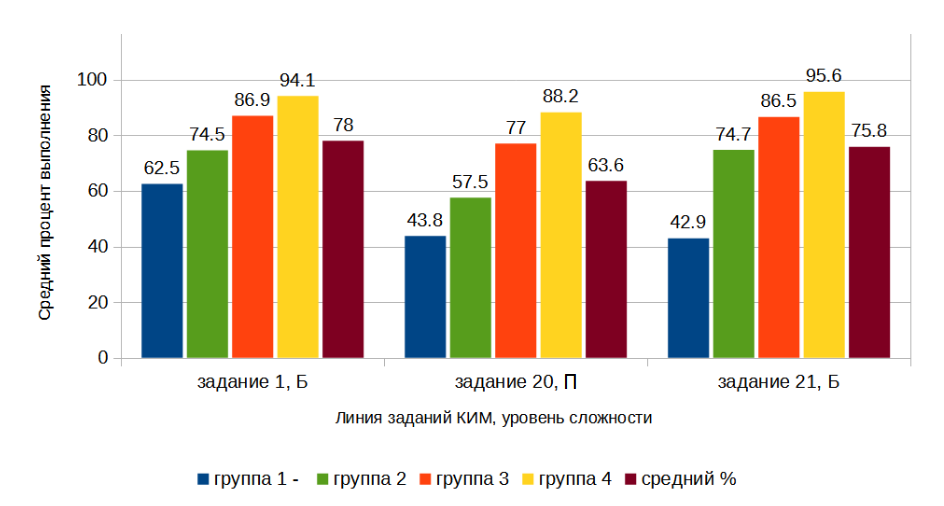 Средний процент выполнения
100
80
60
40
20
0
62.5 74.5 86.9 94.1 78
43.8 57.5 77 88.2 63.6
42.9 74.7 86.5 95.6 75.8
задание 1, Б задание 20, П задание 21, Б
Линия заданий КИМ, уровень сложности
группа 1 - группа 2 группа 3 группа 4 средний %